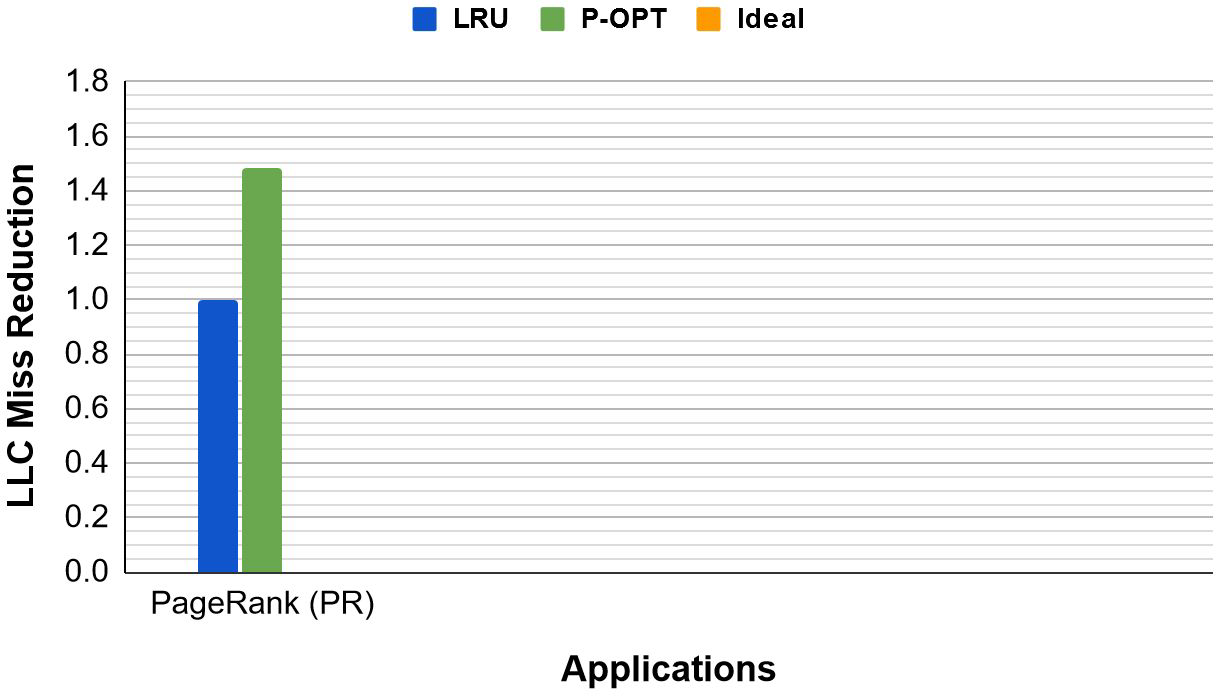 LRU P-OPT Ideal
LLC Miss Reduction
1.8
1.6
1.4
1.2
1.0
0.8
0.6
0.4
0.2
0.0
PageRank (PR)
Applications